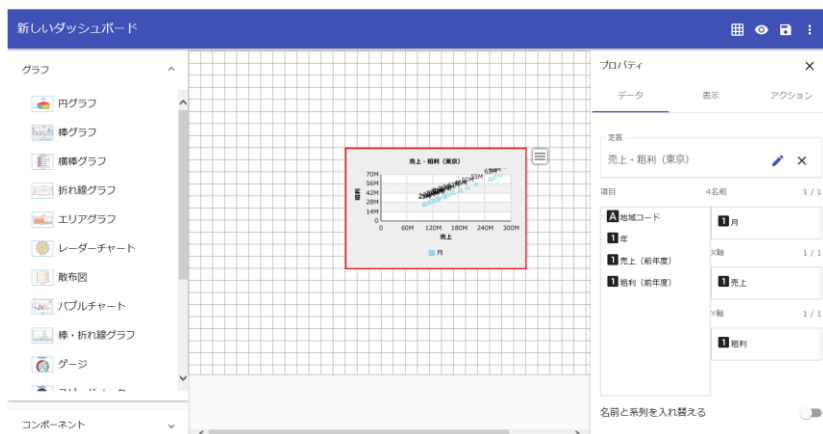 新しいダッシュボード
グラフ
円グラフ
棒グラフ
横棒グラフ
折れ線グラフ
エリアグラフ
レーダーチャート
散布図
バブルチャート
棒・折れ線グラフ
ゲージ
コンポーネント
売上・粗利（東京）
粗利
70M
56M
42M
28M
14M
0
0 60M 120M 180M 240M 300M
売上
月
プロパティ
データ 表示 アクション
定義
売上・粗利（東京）
項目 4名前 1 / 1
A 地域コード
1 年
1 売上（前年度）
1 粗利（前年度）
1 月
X軸 1 / 1
1 売上
Y軸 1 / 1
1 粗利
名前と系列を入れ替える